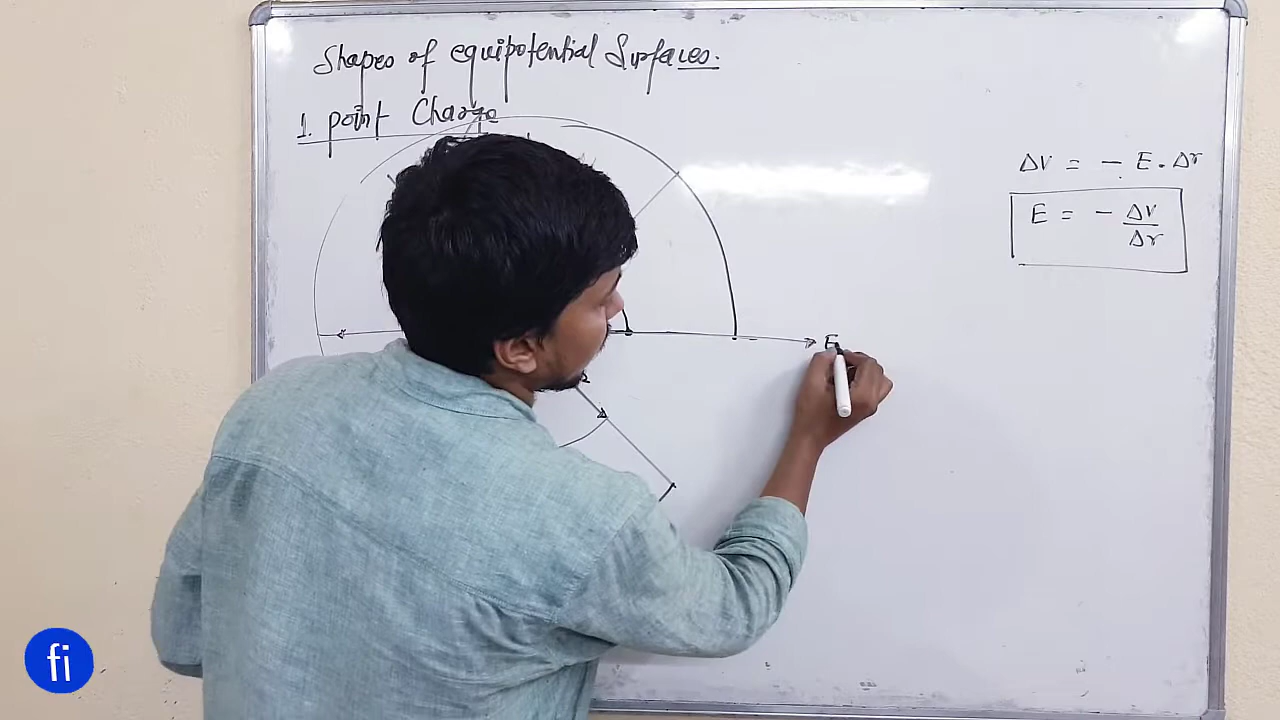 Shapes of equipotential Surfaces.
1. point Charge
ΔV = - E . Δr
E = - ΔV/Δr
E
fi